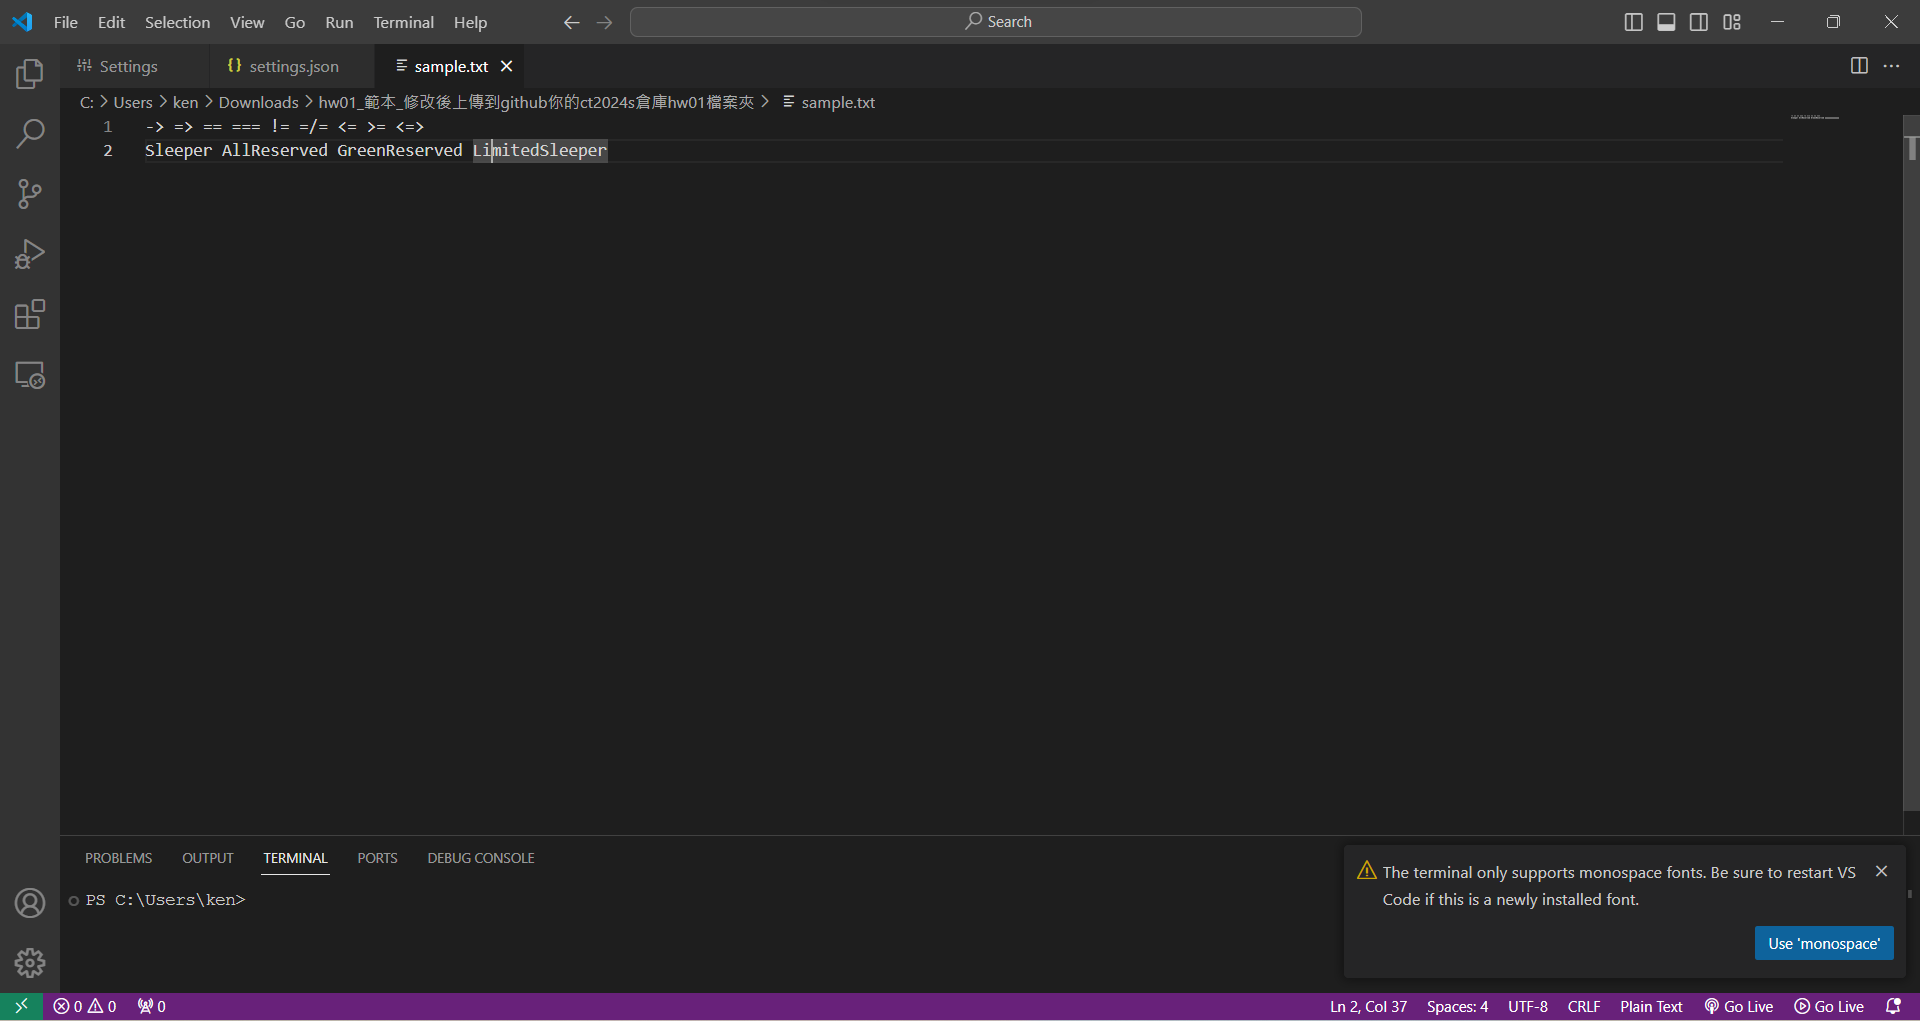 File Edit Selection View Go Run Terminal Help Search
Settings settings.json sample.txt
C: > Users > ken > Downloads > hw01_範本_修改後上傳到github你的ct2024s倉庫hw01檔案夾 > sample.txt
1 -> => == === != =/= <= >= <=>
2 Sleeper AllReserved GreenReserved LimitedSleeper
PROBLEMS OUTPUT TERMINAL PORTS DEBUG CONSOLE
PS C:\Users\ken>
The terminal only supports monospace fonts. Be sure to restart VS
Code if this is a newly installed font.
Use 'monospace'
0 0 0 Ln 2, Col 37 Spaces: 4 UTF-8 CRLF Plain Text Go Live Go Live